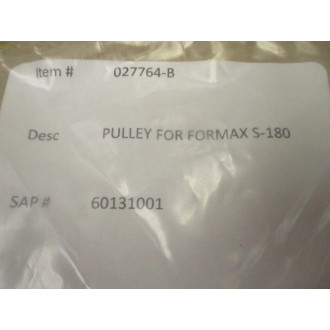 Item # 027764-B
Desc PULLEY FOR FORMAX S-180
SAP # 60131001